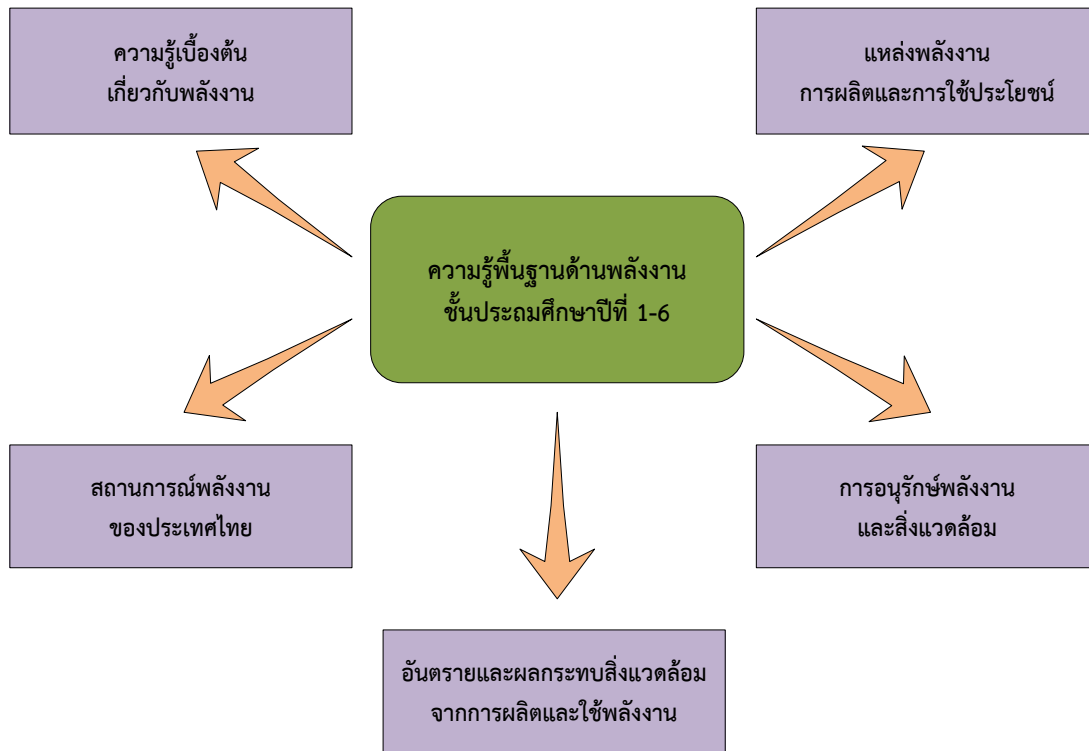 ความรู้เบื้องต้น
เกี่ยวกับพลังงาน
แหล่งพลังงาน
การผลิตและการใช้ประโยชน์
ความรู้พื้นฐานด้านพลังงาน
ชั้นประถมศึกษาปีที่ 1-6
สถานการณ์พลังงาน
ของประเทศไทย
การอนุรักษ์พลังงาน
และสิ่งแวดล้อม
อันตรายและผลกระทบสิ่งแวดล้อม
จากการผลิตและใช้พลังงาน